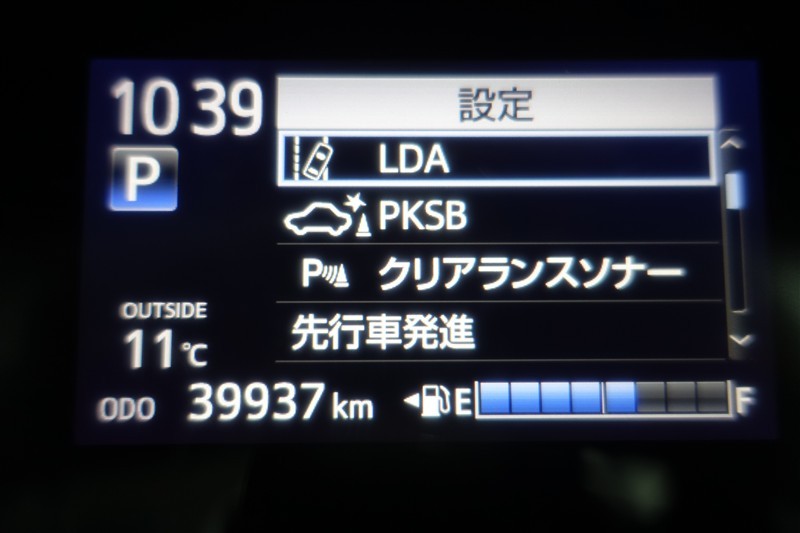 10 39
設定
P
LDA
PKSB
P クリアランスソナー
先行車発進
OUTSIDE
11℃
ODO 39937 km
E F